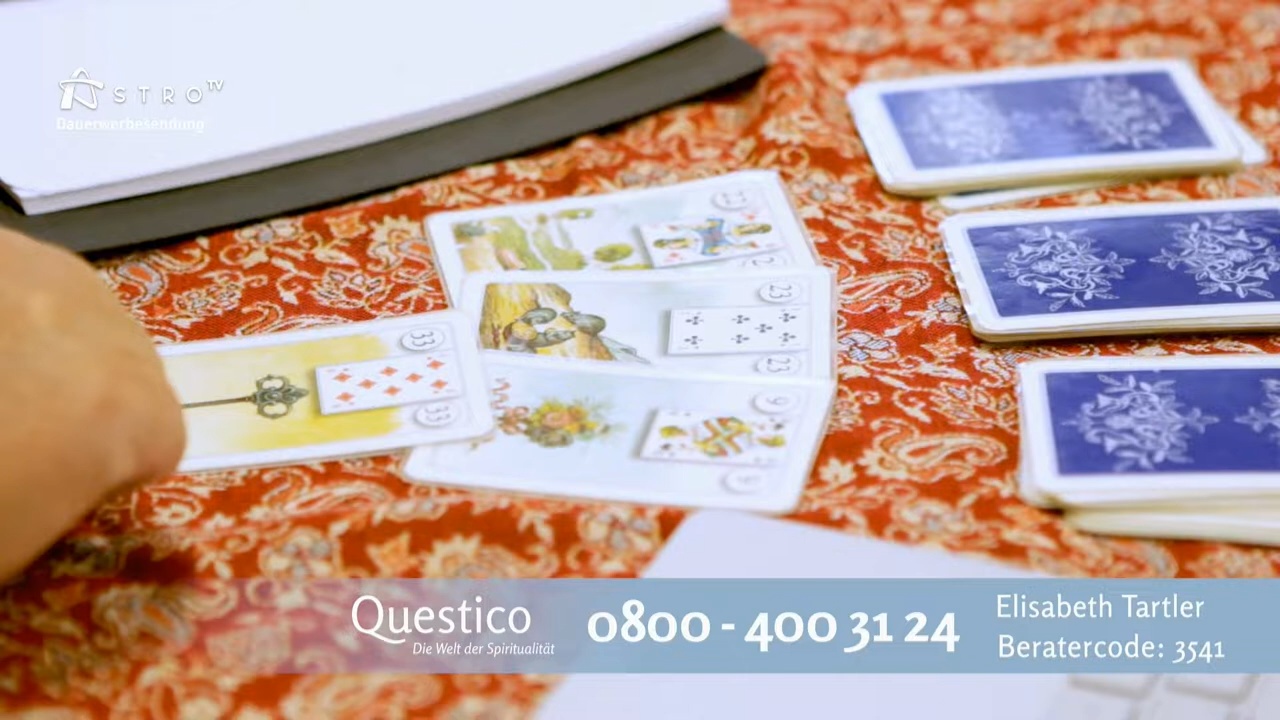 ASTRO TV
Dauerwerbesendung
33
33
23
23
9
Questico
Die Welt der Spiritualität
0800 - 400 31 24
Elisabeth Tartler
Beratercode: 3541